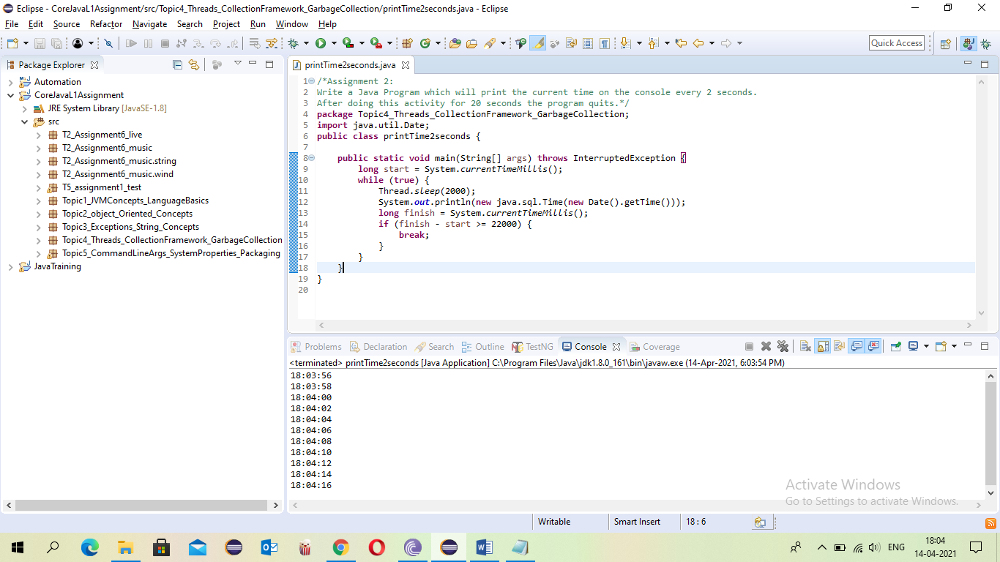 Eclipse - CoreJavaL1Assignment/src/Topic4_Threads_CollectionFramework_GarbageCollection/printTime2seconds.java - Eclipse
File Edit Source Refactor Navigate Search Project Run Window Help
Quick Access
Package Explorer
Automation
CoreJavaL1Assignment
JRE System Library [JavaSE-1.8]
src
T2_Assignment6_live
T2_Assignment6_music
T2_Assignment6_music.string
T2_Assignment6_music.wind
T5_assignment1_test
Topic1_JVMConcepts_LanguageBasics
Topic2_object_Oriented_Concepts
Topic3_Exceptions_String_Concepts
Topic4_Threads_CollectionFramework_GarbageCollection
Topic5_CommandLineArgs_SystemProperties_Packaging
JavaTraining
printTime2seconds.java
1 /*Assignment 2:
2 Write a Java Program which will print the current time on the console every 2 seconds.
3 After doing this activity for 20 seconds the program quits.*/
4 package Topic4_Threads_CollectionFramework_GarbageCollection;
5 import java.util.Date;
6 public class printTime2seconds {
7
8 public static void main(String[] args) throws InterruptedException {
9 long start = System.currentTimeMillis();
10 while (true) {
11 Thread.sleep(2000);
12 System.out.println(new java.sql.Time(new Date().getTime()));
13 long finish = System.currentTimeMillis();
14 if (finish - start >= 22000) {
15 break;
16 }
17 }
18 }
19 }
20
Problems Declaration Search Outline TestNG Console Coverage
<terminated> printTime2seconds [Java Application] C:\Program Files\Java\jdk1.8.0_161\bin\javaw.exe (14-Apr-2021, 6:03:54 PM)
18:03:56
18:03:58
18:04:00
18:04:02
18:04:04
18:04:06
18:04:08
18:04:10
18:04:12
18:04:14
18:04:16
Activate Windows
Go to Settings to activate Windows.
Writable Smart Insert 18 : 6
ENG
18:04
14-04-2021